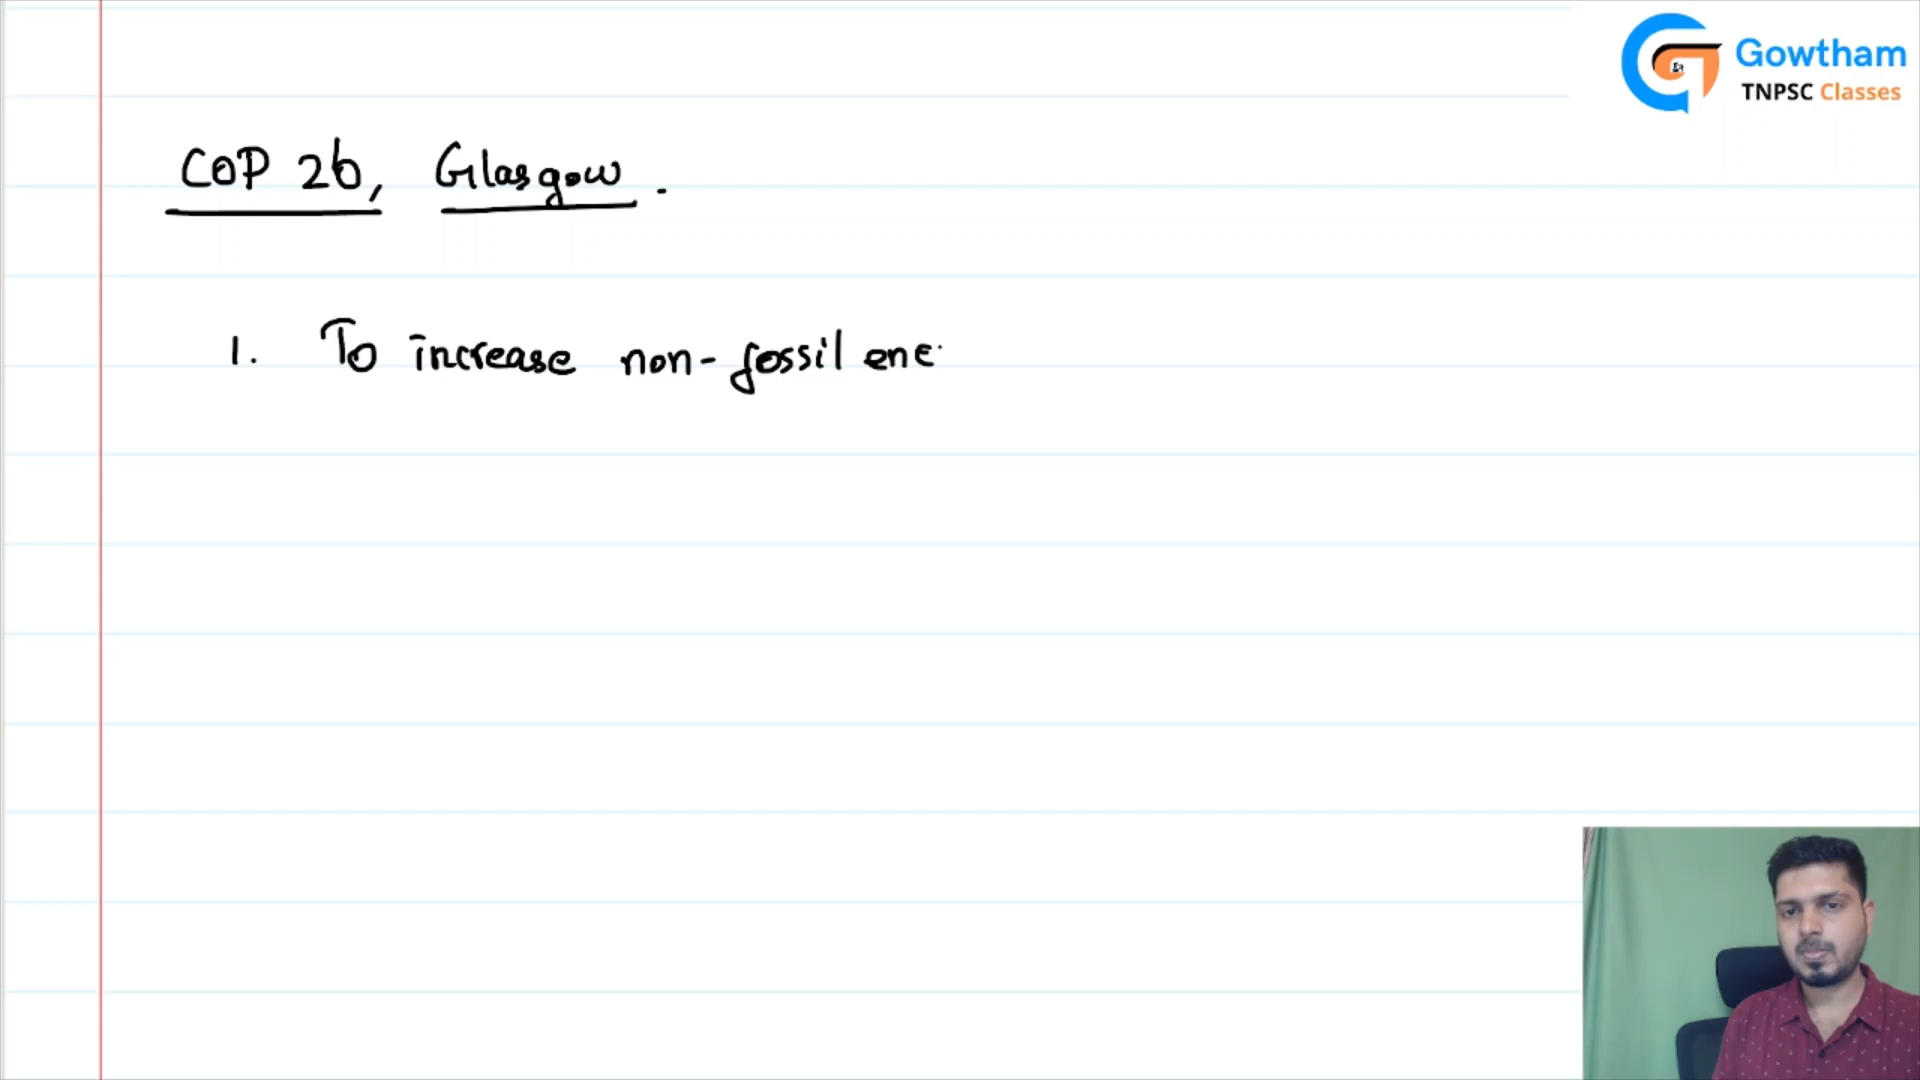 Gowtham
TNPSC Classes
COP 26, Glasgow.
1. To increase non-fossil ene